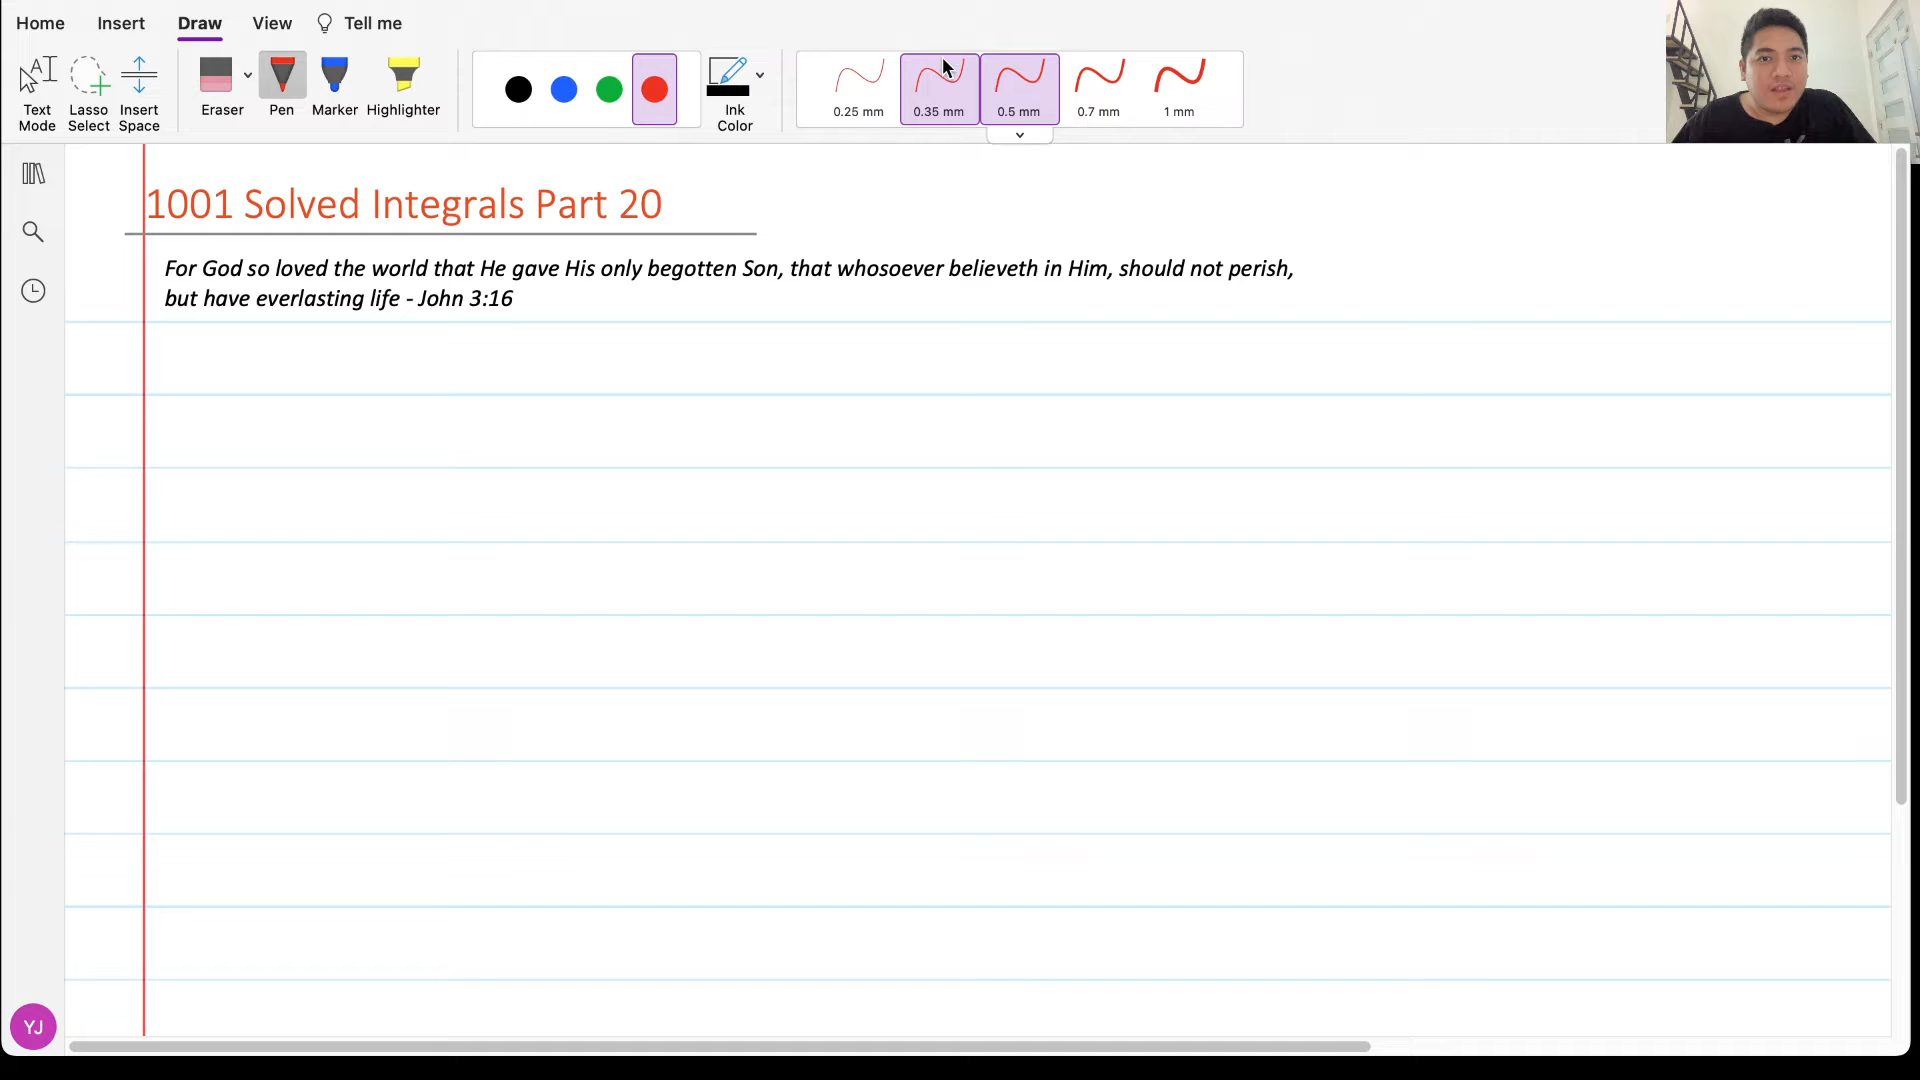 Home Insert Draw View Tell me
Text Mode
Lasso Select
Insert Space
Eraser
Pen
Marker
Highlighter
Ink Color
0.25 mm
0.35 mm
0.5 mm
0.7 mm
1 mm
1001 Solved Integrals Part 20
For God so loved the world that He gave His only begotten Son, that whosoever believeth in Him, should not perish,
but have everlasting life - John 3:16
YJ